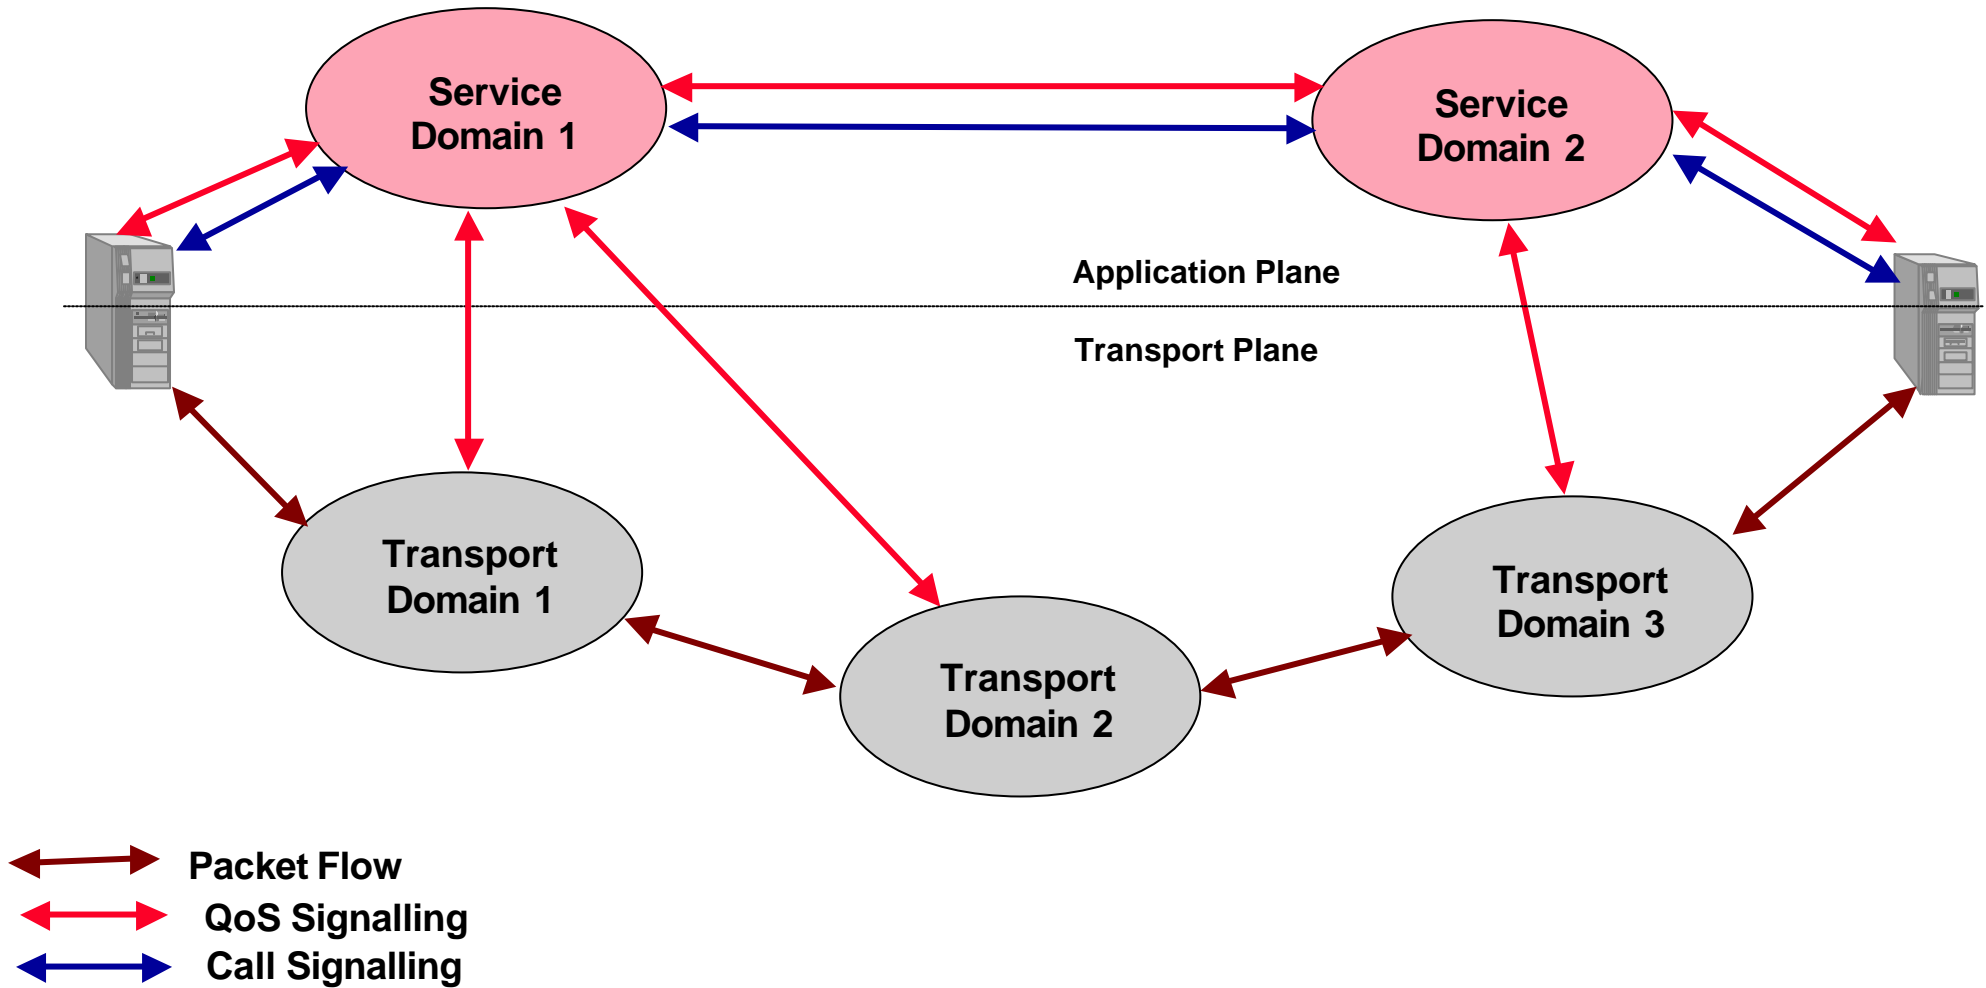 Service
Domain 1
Service
Domain 2
Application Plane
Transport Plane
Transport
Domain 1
Transport
Domain 2
Transport
Domain 3
Packet Flow
QoS Signalling
Call Signalling